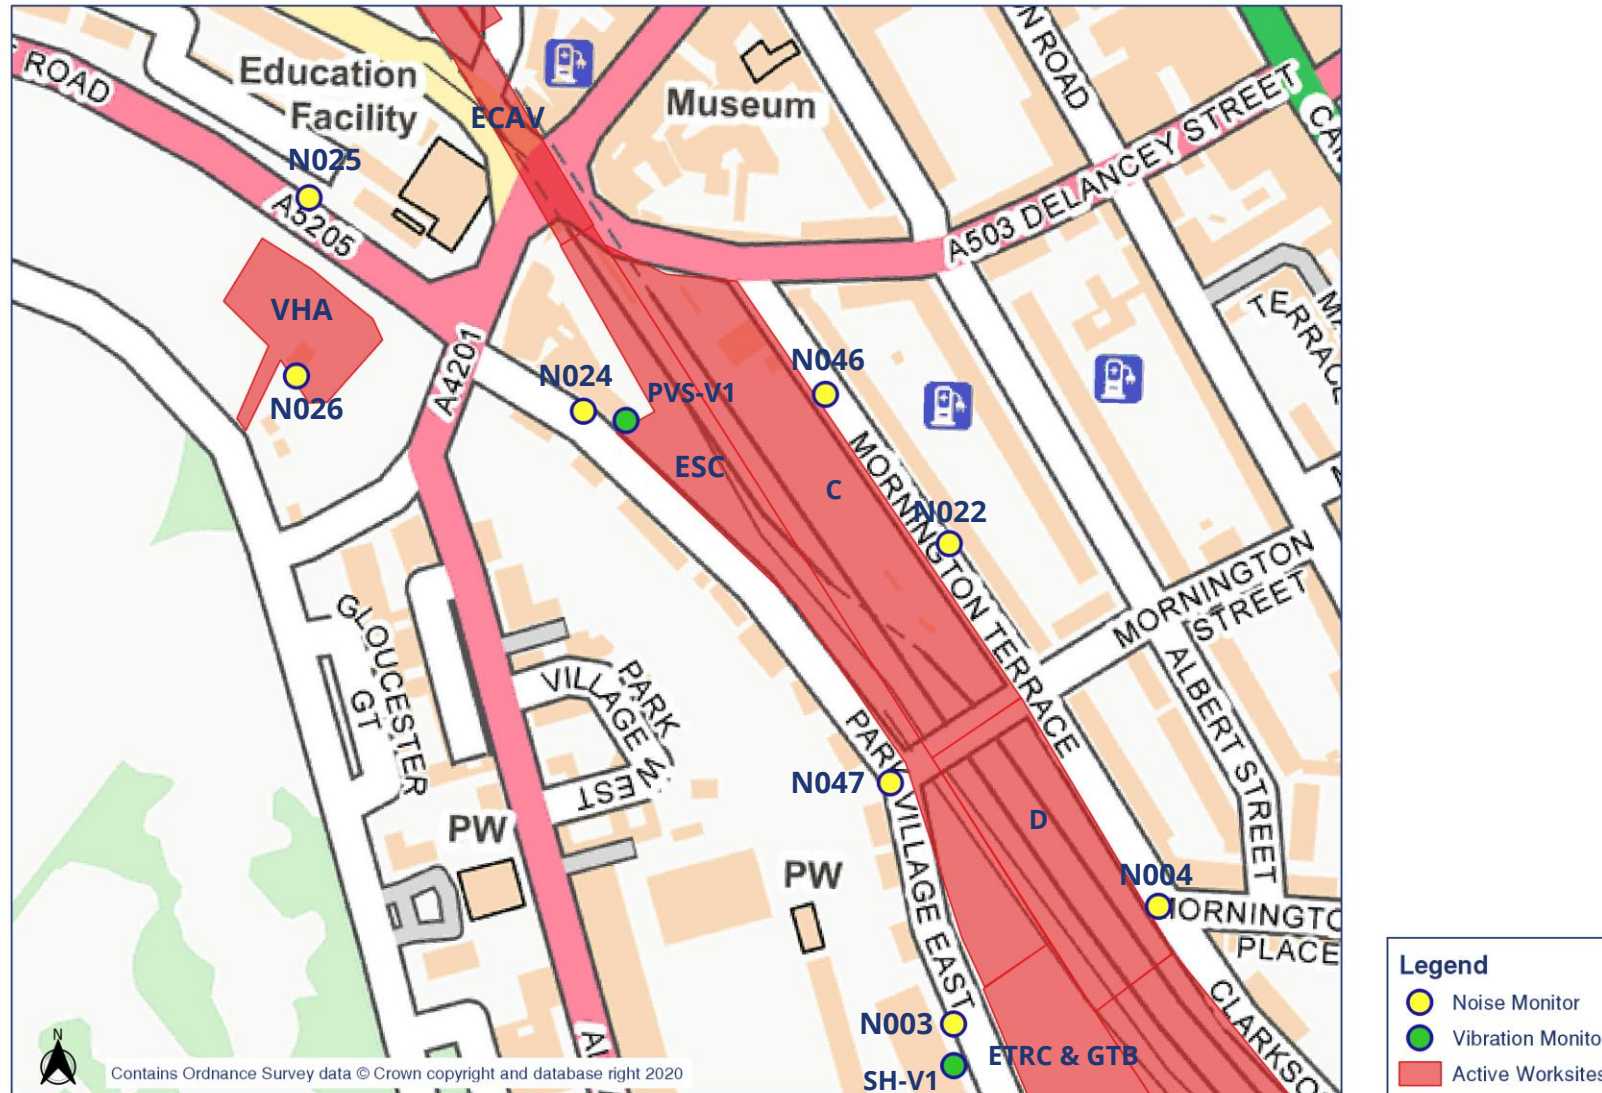 ROAD
Education
Facility
N025
A5205
ECAV
Museum
N ROAD
A503 DELANCEY STREET
VHA
N026
A4201
N024
PVS-V1
N046
ESC
C
N022
MORNINGTON TERRACE
TERRACE
MORNINGTON
STREET
ALBERT STREET
GLOUCESTER
GT
PARK
VILLAGE
WEST
PARK VILLAGE EAST
N047
D
PW
PW
N004
MORNINGTO
PLACE
N003
SH-V1
ETRC & GTB
CLARKSO
N
Contains Ordnance Survey data © Crown copyright and database right 2020
Legend
Noise Monitor
Vibration Monito
Active Worksites